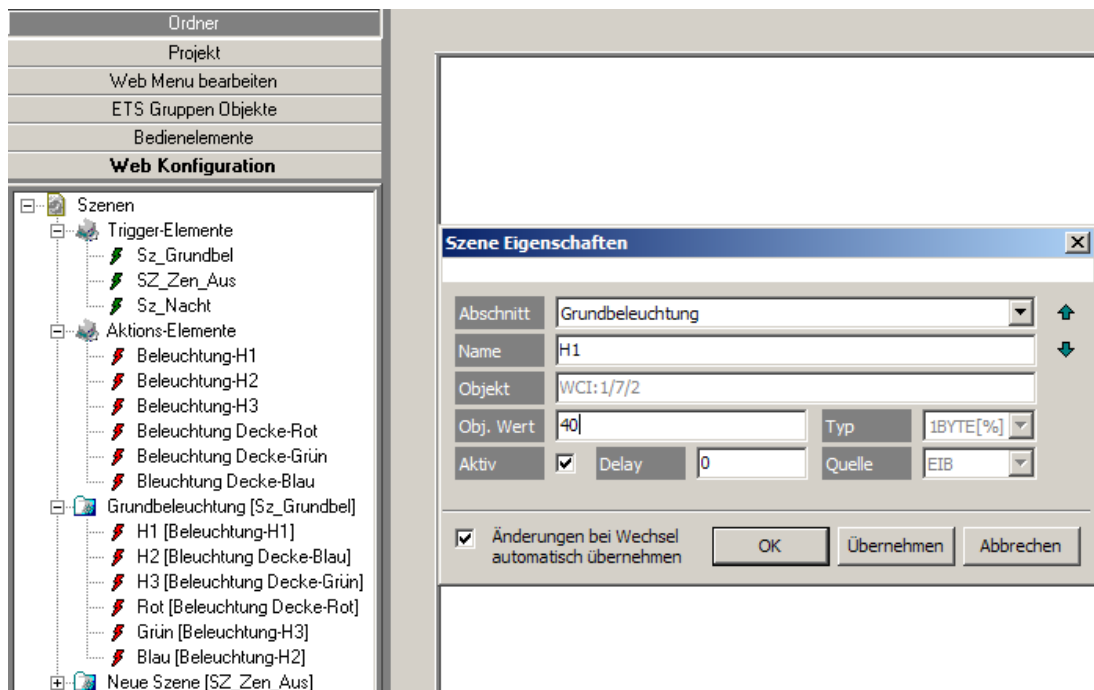 Ordner
Projekt
Web Menu bearbeiten
ETS Gruppen Objekte
Bedienelemente
Web Konfiguration
Szenen
Trigger-Elemente
Sz_Grundbel
SZ_Zen_Aus
Sz_Nacht
Aktions-Elemente
Beleuchtung-H1
Beleuchtung-H2
Beleuchtung-H3
Beleuchtung Decke-Rot
Beleuchtung Decke-Grün
Bleuchtung Decke-Blau
Grundbeleuchtung [Sz_Grundbel]
H1 [Beleuchtung-H1]
H2 [Bleuchtung Decke-Blau]
H3 [Beleuchtung Decke-Grün]
Rot [Beleuchtung Decke-Rot]
Grün [Beleuchtung-H3]
Blau [Beleuchtung-H2]
Neue Szene [SZ_Zen_Aus]
Szene Eigenschaften
Abschnitt Grundbeleuchtung
Name H1
Objekt WCI:1/7/2
Obj. Wert 40 Typ 1BYTE[%]
Aktiv Delay 0 Quelle EIB
Änderungen bei Wechsel
automatisch übernehmen
OK Übernehmen Abbrechen